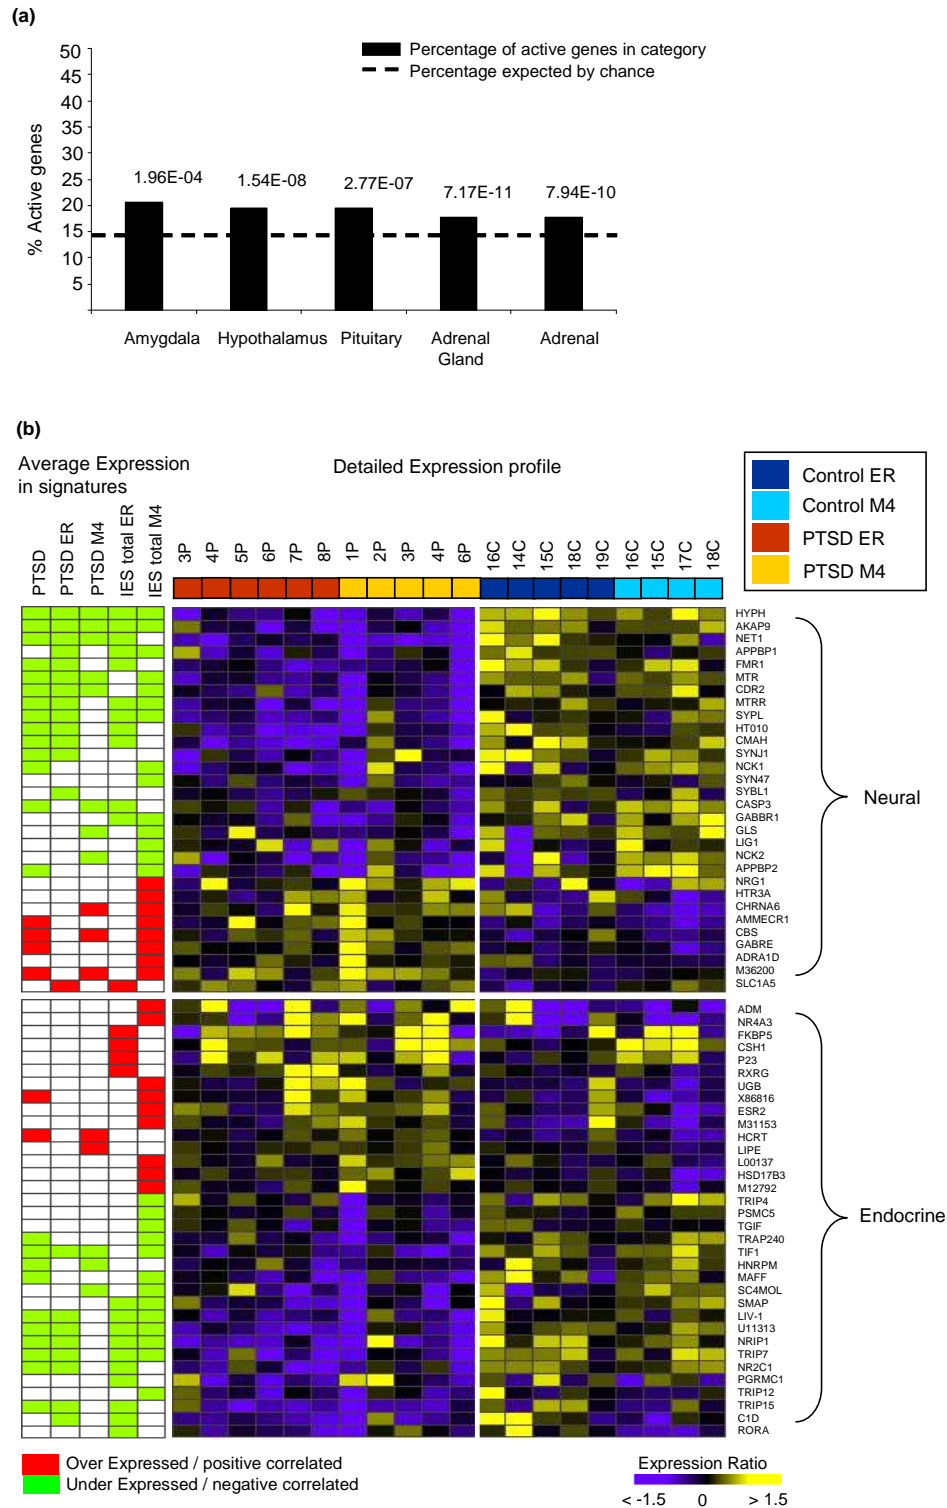 (a)
Percentage of active genes in category
Percentage expected by chance
% Active genes
50
45
40
35
30
25
20
15
10
5
1.96E-04
1.54E-08
2.77E-07
7.17E-11
7.94E-10
Amygdala
Hypothalamus
Pituitary
Adrenal
Gland
Adrenal
(b)
Average Expression
in signatures
Detailed Expression profile
Control ER
Control M4
PTSD ER
PTSD M4
PTSD
PTSD ER
PTSD M4
IES total ER
IES total M4
3P
4P
5P
6P
7P
8P
1P
2P
3P
4P
6P
16C
14C
15C
18C
19C
16C
15C
17C
18C
HYPH
AKAP9
NET1
APPBP1
FMR1
MTR
CDR2
MTRR
SYPL
HT010
CMAH
SYNJ1
NCK1
SYN47
SYBL1
CASP3
GABBR1
GLS
LIG1
NCK2
APPBP2
NRG1
HTR3A
CHRNA6
AMMECR1
CBS
GABRE
ADRA1D
M36200
SLC1A5
Neural
ADM
NR4A3
FKBP5
CSH1
P23
RXRG
UGB
X86816
ESR2
M31153
HCRT
LIPE
L00137
HSD17B3
M12792
TRIP4
PSMC5
TGIF
TRAP240
TIF1
HNRPM
MAFF
SC4MOL
SMAP
LIV-1
U11313
NRIP1
TRIP7
NR2C1
PGRMC1
TRIP12
TRIP15
C1D
RORA
Endocrine
Over Expressed / positive correlated
Under Expressed / negative correlated
Expression Ratio
< -1.5 0 > 1.5